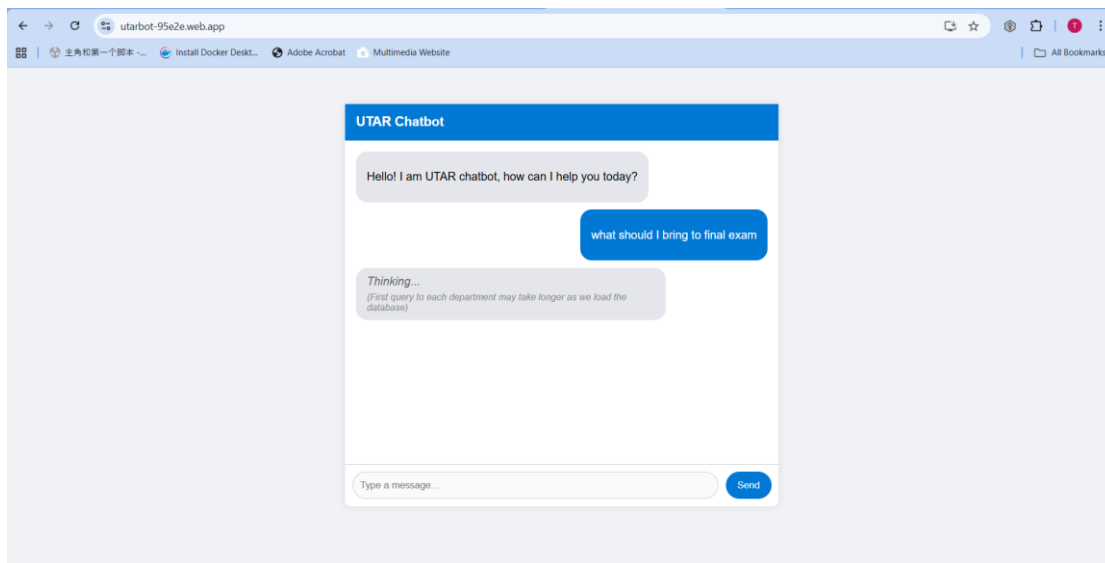 utarbot-95e2e.web.app
T
主角和第一个脚本 -... Install Docker Deskt... Adobe Acrobat Multimedia Website All Bookmarks
UTAR Chatbot
Hello! I am UTAR chatbot, how can I help you today?
what should I bring to final exam
Thinking...
(First query to each department may take longer as we load the
database)
Type a message... Send